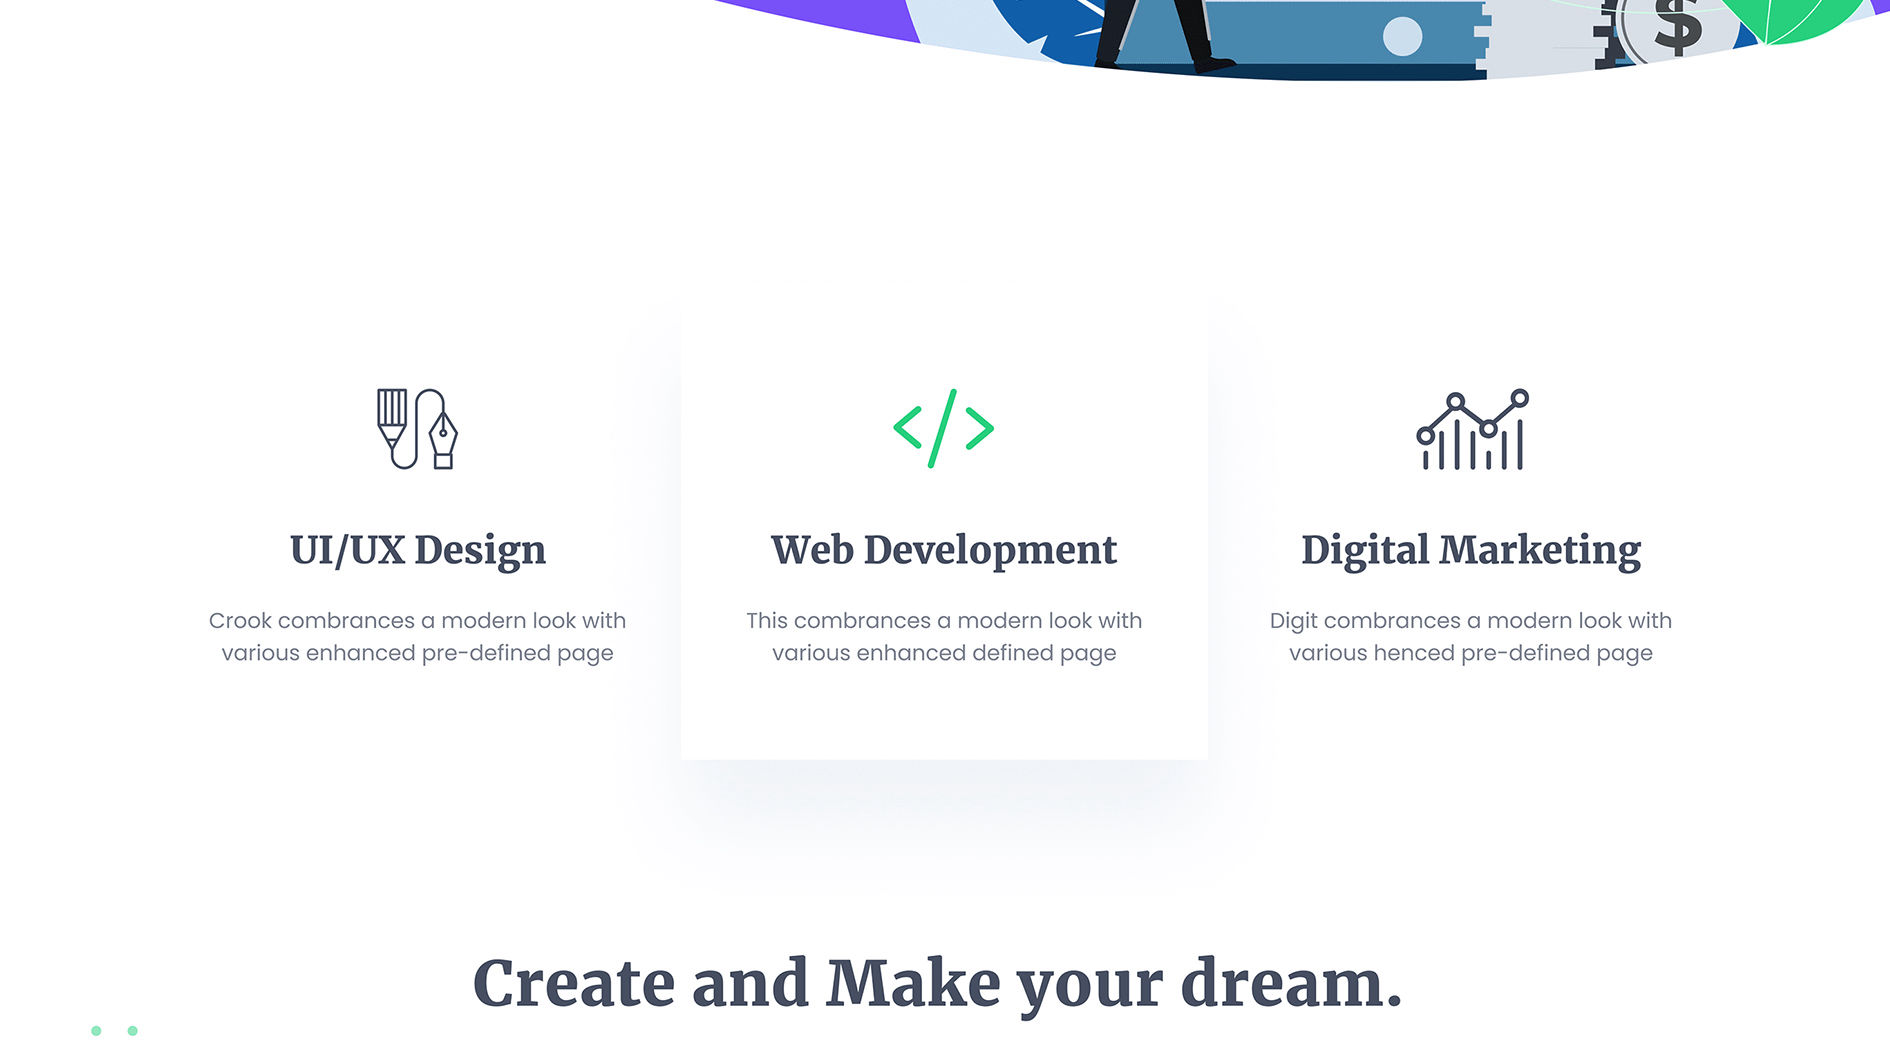 $
UI/UX Design
Crook combrances a modern look with
various enhanced pre-defined page
</>
Web Development
This combrances a modern look with
various enhanced defined page
Digital Marketing
Digit combrances a modern look with
various henced pre-defined page
Create and Make your dream.